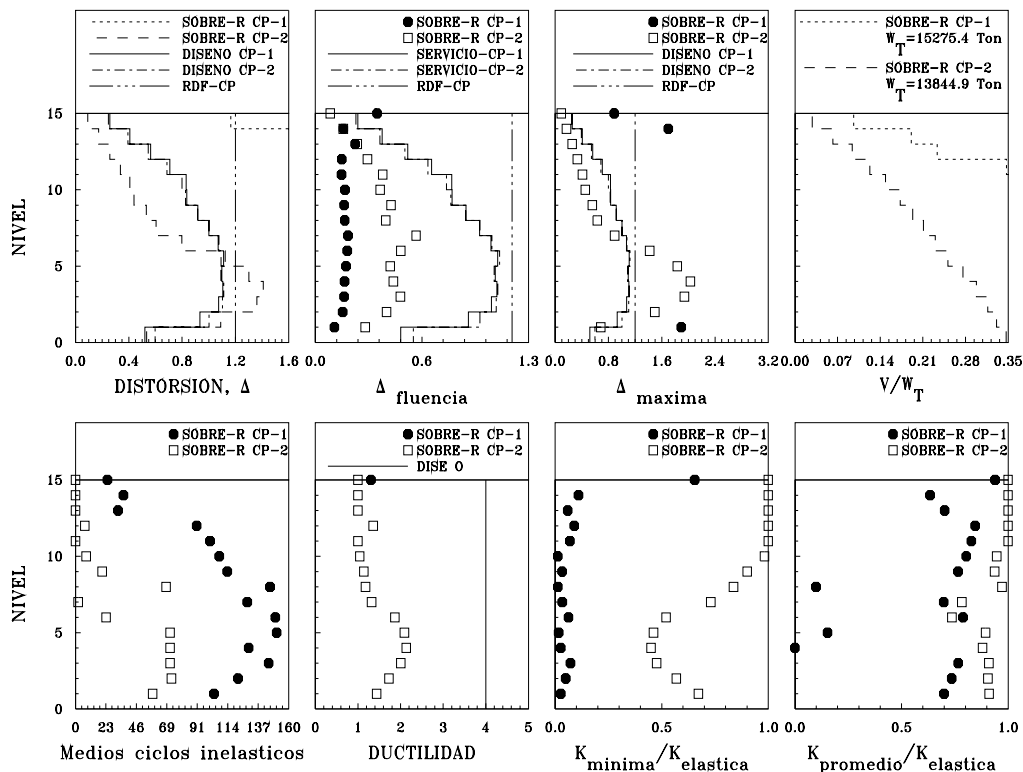 SOBRE-R CP-1
SOBRE-R CP-2
DISENO CP-1
DISENO CP-2
RDF-CP
NIVEL
15
10
5
0
0.0 0.4 0.8 1.2 1.6
DISTORSION, Δ
SOBRE-R CP-1
SOBRE-R CP-2
SERVICIO-CP-1
SERVICIO-CP-2
RDF-CP
0.0 0.6 1.3
Δ fluencia
SOBRE-R CP-1
SOBRE-R CP-2
DISENO CP-1
DISENO CP-2
RDF-CP
0.0 0.8 1.6 2.4 3.2
Δ maxima
SOBRE-R CP-1
W_T=15275.4 Ton
SOBRE-R CP-2
W_T=13844.9 Ton
0.00 0.07 0.14 0.21 0.28 0.35
V/W_T
SOBRE-R CP-1
SOBRE-R CP-2
NIVEL
15
10
5
0
0 23 46 69 91 114 137 160
Medios ciclos inelasticos
SOBRE-R CP-1
SOBRE-R CP-2
DISE O
0 1 2 3 4 5
DUCTILIDAD
SOBRE-R CP-1
SOBRE-R CP-2
0.0 0.5 1.0
K_minima/K_elastica
SOBRE-R CP-1
SOBRE-R CP-2
0.0 0.5 1.0
K_promedio/K_elastica